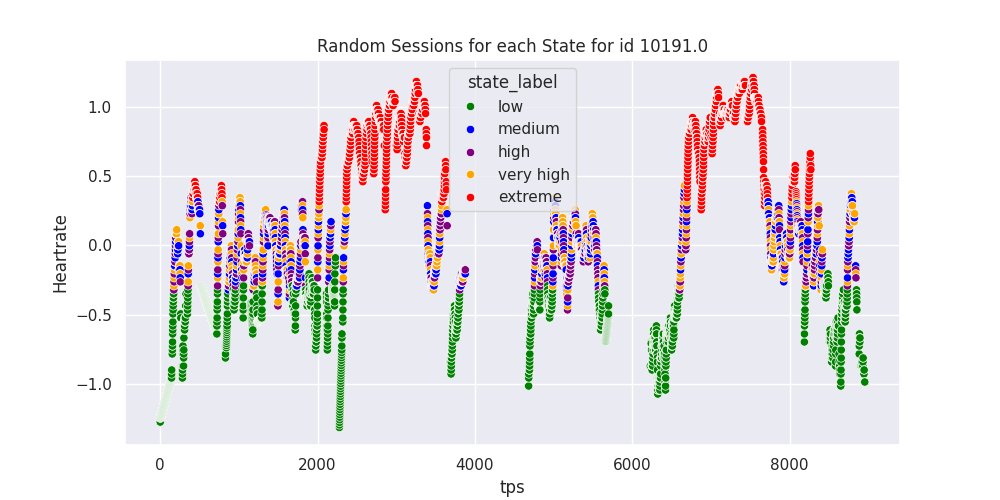 Random Sessions for each State for id 10191.0
state_label
low
medium
high
very high
extreme
Heartrate
1.0
0.5
0.0
−0.5
−1.0
0
2000
4000
6000
8000
tps